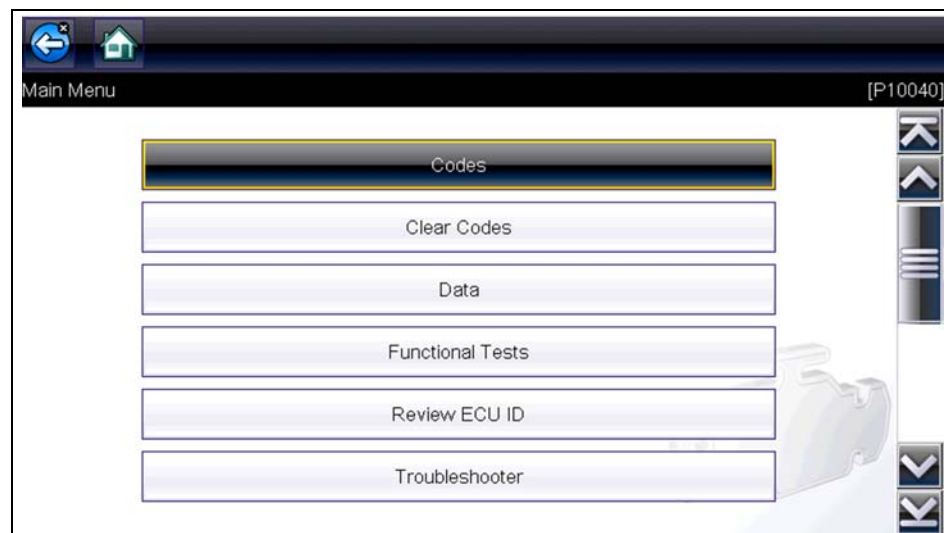 Main Menu [P10040]
Codes
Clear Codes
Data
Functional Tests
Review ECU ID
Troubleshooter